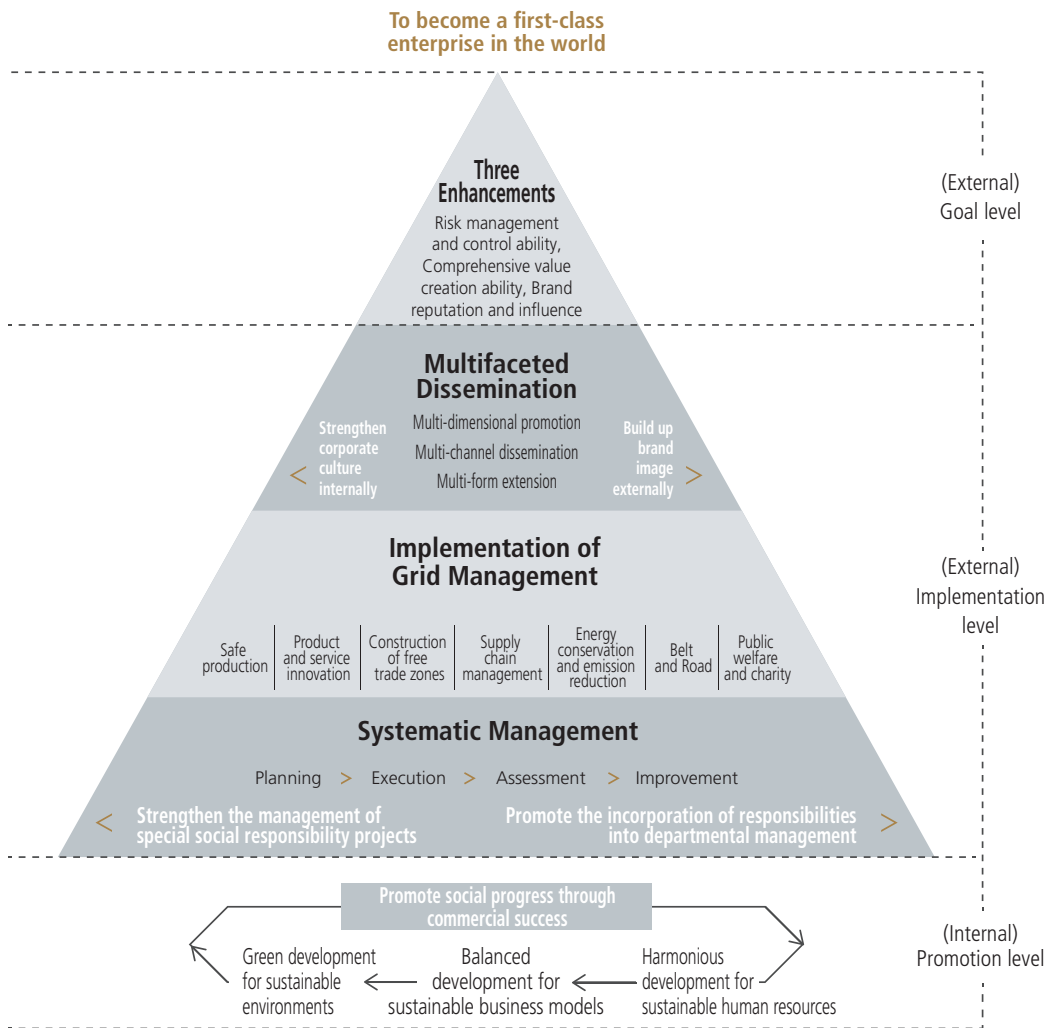 To become a first-class
enterprise in the world
Three
Enhancements
Risk management
and control ability,
Comprehensive value
creation ability, Brand
reputation and influence
(External)
Goal level
Multifaceted
Dissemination
Strengthen
corporate
culture
internally
<
Multi-dimensional promotion
Multi-channel dissemination
Multi-form extension
Build up
brand
image
externally
>
Implementation of
Grid Management
Safe
production
Product
and service
innovation
Construction
of free
trade zones
Supply
chain
management
Energy
conservation
and emission
reduction
Belt
and Road
Public
welfare
and charity
(External)
Implementation
level
Systematic Management
Planning > Execution > Assessment > Improvement
<
Strengthen the management of
special social responsibility projects
Promote the incorporation of responsibilities
into departmental management
>
Promote social progress through
commercial success
Green development
for sustainable
environments
Balanced
development for
sustainable business models
Harmonious
development for
sustainable human resources
(Internal)
Promotion level